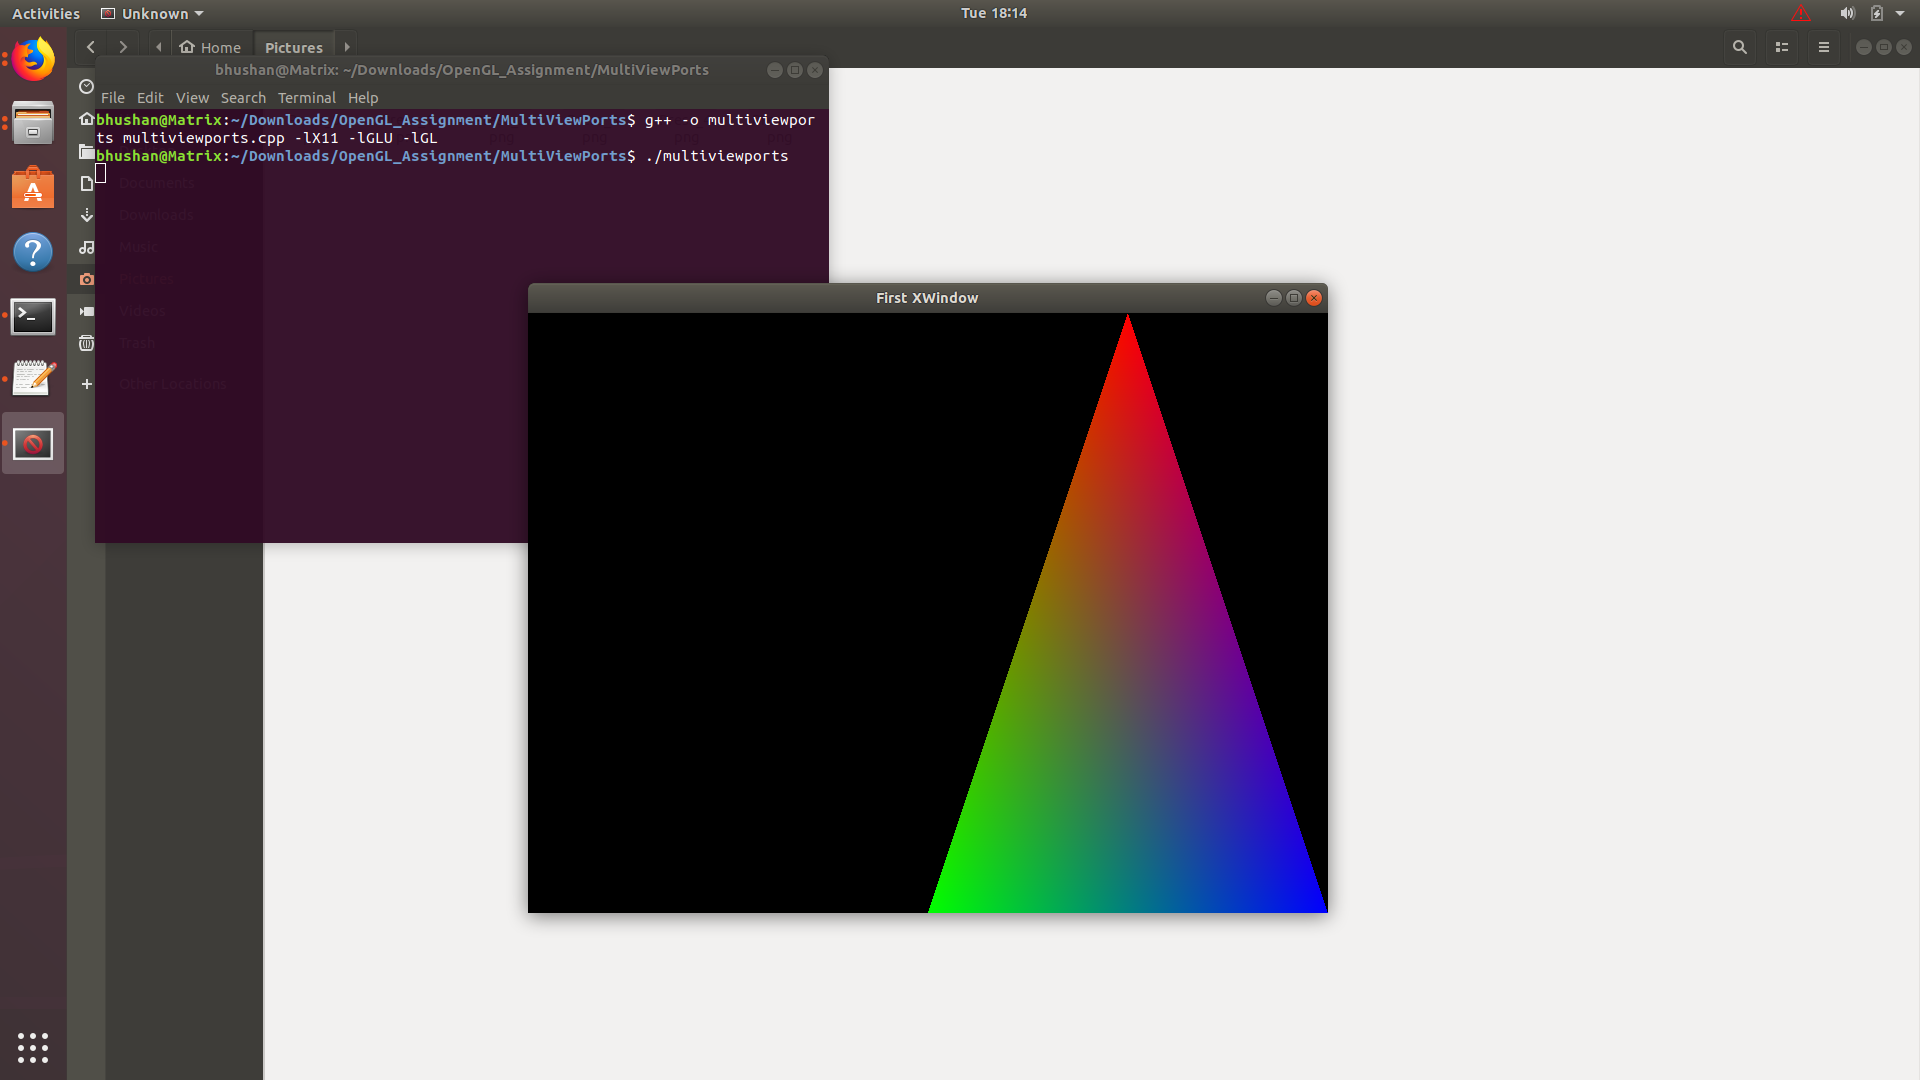 Activities Unknown Tue 18:14
Home Pictures
bhushan@Matrix: ~/Downloads/OpenGL_Assignment/MultiViewPorts
File Edit View Search Terminal Help
bhushan@Matrix:~/Downloads/OpenGL_Assignment/MultiViewPorts$ g++ -o multiviewpor
ts multiviewports.cpp -lX11 -lGLU -lGL
bhushan@Matrix:~/Downloads/OpenGL_Assignment/MultiViewPorts$ ./multiviewports
Documents
Downloads
Music
Pictures
Videos
Trash
Other Locations
First XWindow